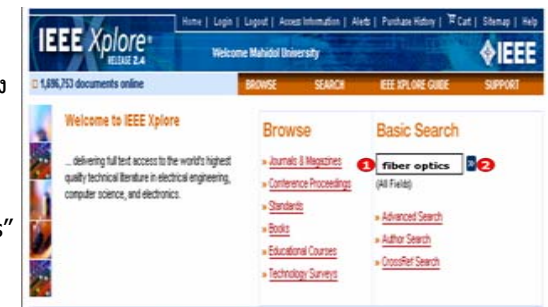 IEEE Xplore®
RELEASE 2.4
Home | Login | Logout | Access Information | Alerts | Purchase History | Cart | Sitemap | Help
Welcome Mahidol University
IEEE
1,696,753 documents online
BROWSE SEARCH IEEE XPLORE GUIDE SUPPORT
Welcome to IEEE Xplore
... delivering full text access to the world's highest
quality technical literature in electrical engineering,
computer science, and electronics.
Browse
» Journals & Magazines
» Conference Proceedings
» Standards
» Books
» Educational Courses
» Technology Surveys
Basic Search
1 fiber optics » 2
(All Fields)
» Advanced Search
» Author Search
» CrossRef Search